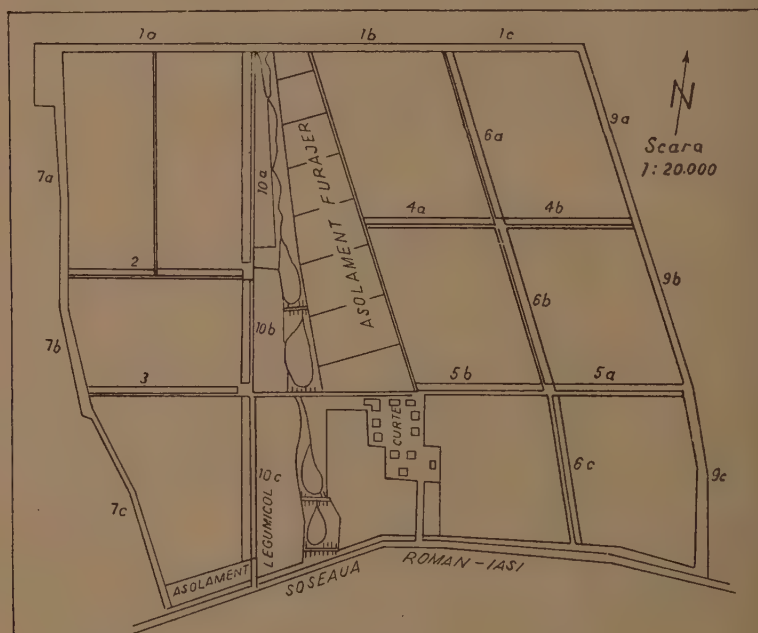 1a
1b
1c
N
Scara
1:20.000
9a
6a
10a
ASOLAMENT FURAJER
7a
4a
4b
2
9b
6b
10b
7b
3
5b
5a
CURTE
6c
9c
10c
7c
LEGUMICOL
ASOLAMENT
SOSEAUA ROMAN-IASI